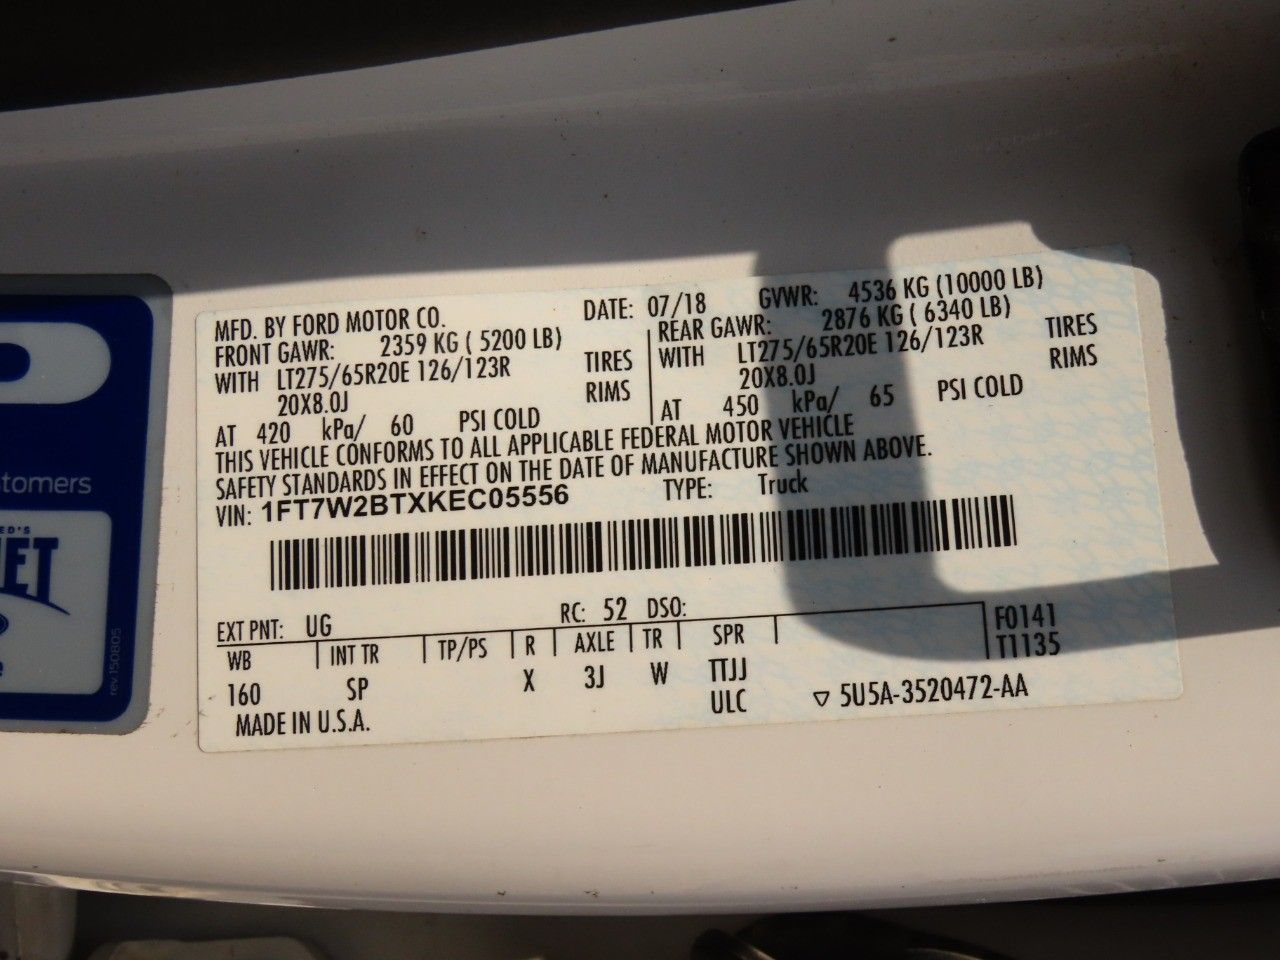 tomers
ED'S
ET
e
rev.150805
MFD. BY FORD MOTOR CO.
DATE: 07/18
GVWR: 4536 KG (10000 LB)
FRONT GAWR: 2359 KG ( 5200 LB)
WITH LT275/65R20E 126/123R TIRES
20X8.0J RIMS
AT 420 kPa/ 60 PSI COLD
REAR GAWR: 2876 KG ( 6340 LB)
WITH LT275/65R20E 126/123R TIRES
20X8.0J RIMS
AT 450 kPa/ 65 PSI COLD
THIS VEHICLE CONFORMS TO ALL APPLICABLE FEDERAL MOTOR VEHICLE
SAFETY STANDARDS IN EFFECT ON THE DATE OF MANUFACTURE SHOWN ABOVE.
VIN: 1FT7W2BTXKEC05556 TYPE: Truck
EXT PNT: UG RC: 52 DSO:
WB INT TR TP/PS R AXLE TR SPR
F0141
T1135
160 SP X 3J W TTJJ
ULC
MADE IN U.S.A.
▽ 5U5A-3520472-AA